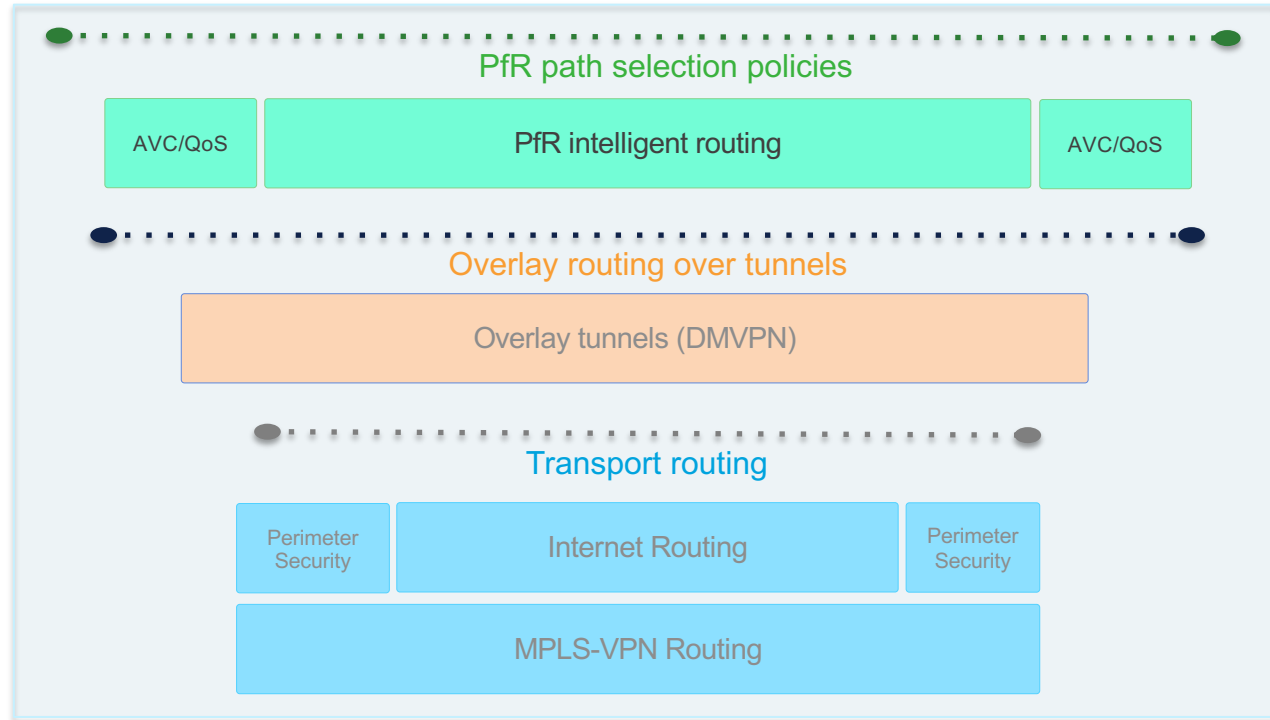 PfR path selection policies
AVC/QoS
PfR intelligent routing
AVC/QoS
Overlay routing over tunnels
Overlay tunnels (DMVPN)
Transport routing
Perimeter
Security
Internet Routing
Perimeter
Security
MPLS-VPN Routing